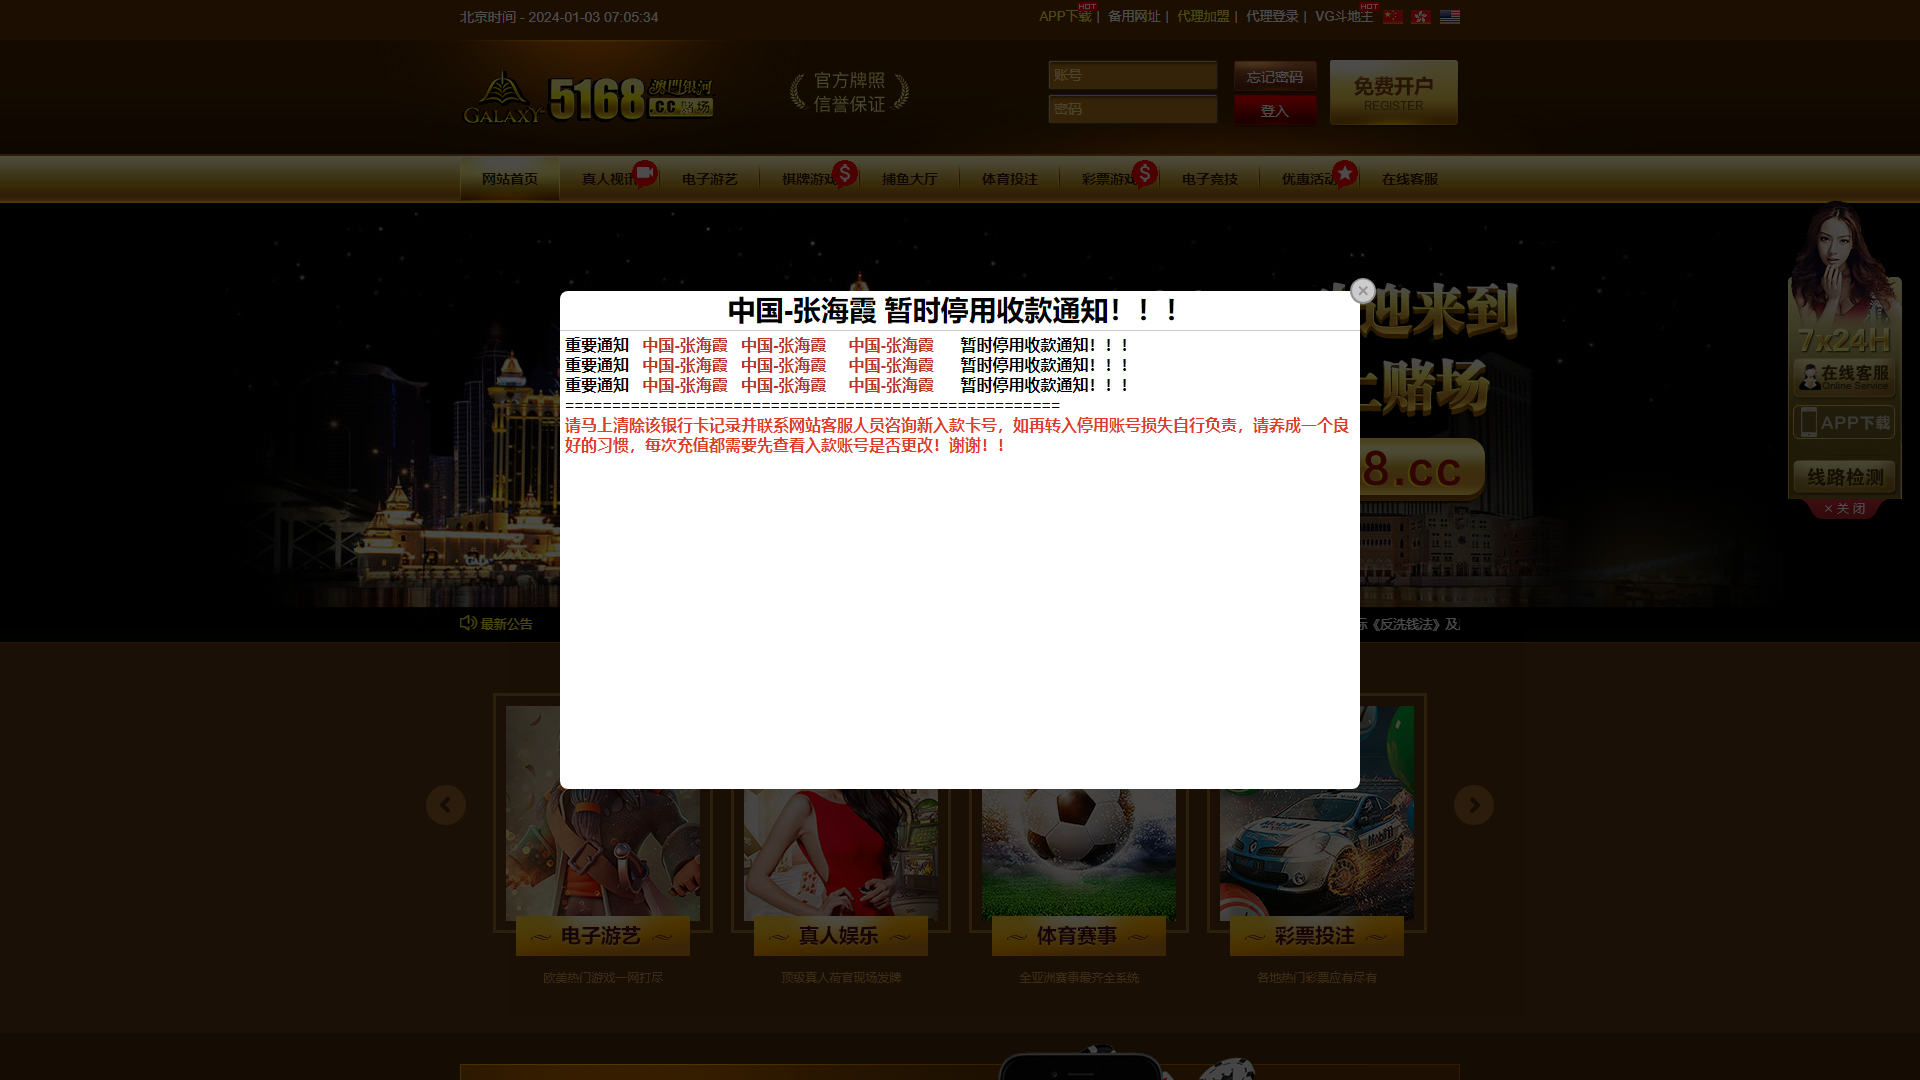 北京时间 - 2024-01-03 07:05:34
APP下载 HOT | 备用网址 | 代理加盟 | 代理登录 | VG斗地主 HOT
GALAXY 5168.cc 澳門銀河 赌场
官方牌照
信誉保证
账号
忘记密码
密码
登入
免费开户
REGISTER
网站首页 真人视讯 电子游艺 棋牌游戏 捕鱼大厅 体育投注 彩票游戏 电子竞技 优惠活动 在线客服
迎来到
上赌场
8.cc
7x24H
在线客服
Online Service
APP下载
线路检测
× 关 闭
中国-张海霞 暂时停用收款通知！！！
重要通知 中国-张海霞 中国-张海霞 中国-张海霞 暂时停用收款通知！！！
重要通知 中国-张海霞 中国-张海霞 中国-张海霞 暂时停用收款通知！！！
重要通知 中国-张海霞 中国-张海霞 中国-张海霞 暂时停用收款通知！！！
=====================================================
请马上清除该银行卡记录并联系网站客服人员咨询新入款卡号，如再转入停用账号损失自行负责，请养成一个良
好的习惯，每次充值都需要先查看入款账号是否更改！谢谢！！
最新公告
际《反洗钱法》及
电子游艺
真人娱乐
体育赛事
彩票投注
欧美热门游戏一网打尽
顶级真人荷官现场发牌
全亚洲赛事最齐全系统
各地热门彩票应有尽有